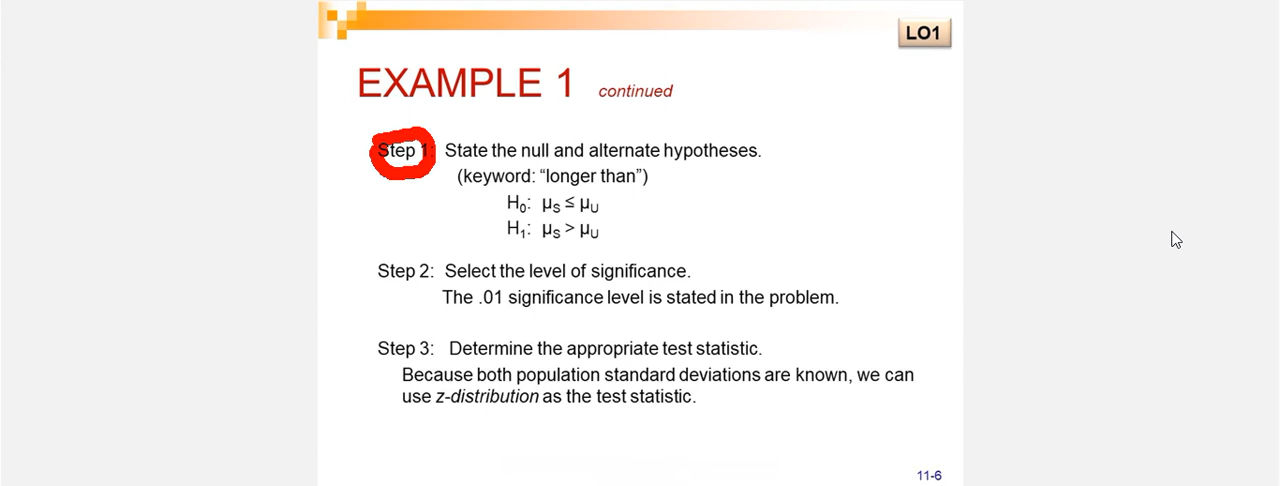 LO1
EXAMPLE 1 continued
Step 1: State the null and alternate hypotheses.
(keyword: “longer than”)
H₀: µS ≤ µU
H₁: µS > µU
Step 2: Select the level of significance.
The .01 significance level is stated in the problem.
Step 3: Determine the appropriate test statistic.
Because both population standard deviations are known, we can
use z-distribution as the test statistic.
11-6